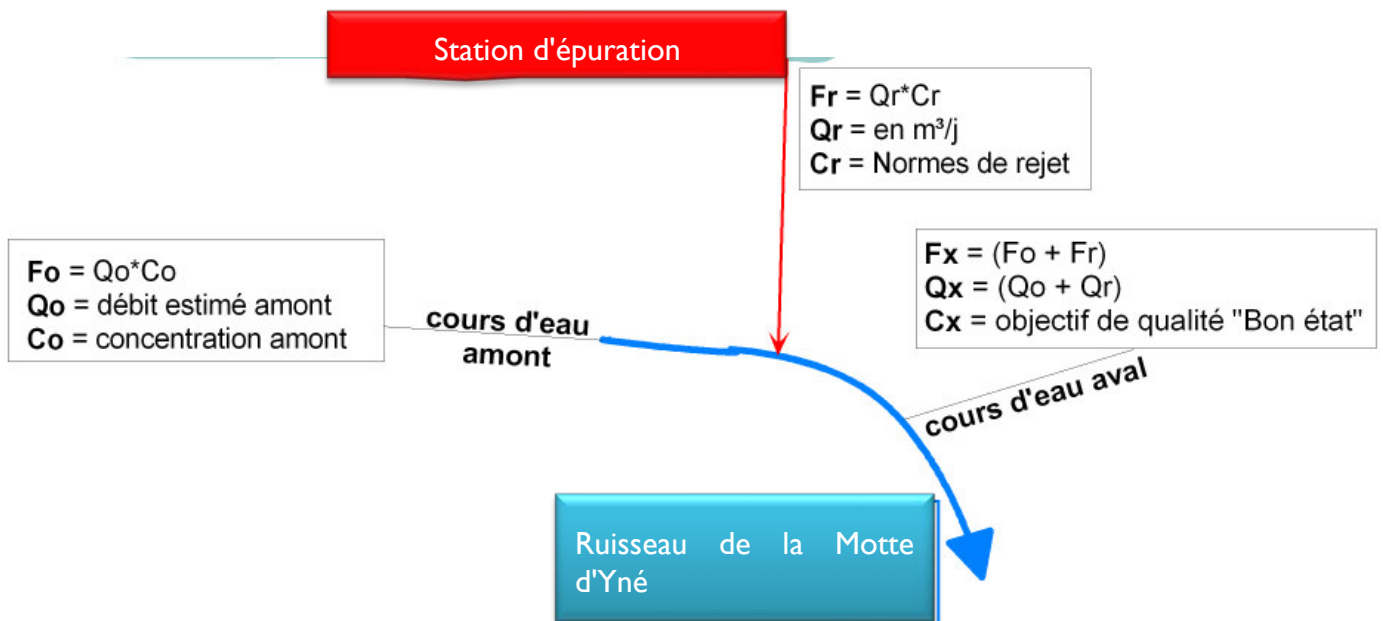 Station d'épuration
Fr = Qr*Cr
Qr = en m³/j
Cr = Normes de rejet
Fo = Qo*Co
Qo = débit estimé amont
Co = concentration amont
cours d'eau
amont
Fx = (Fo + Fr)
Qx = (Qo + Qr)
Cx = objectif de qualité "Bon état"
cours d'eau aval
Ruisseau de la Motte
d'Yné